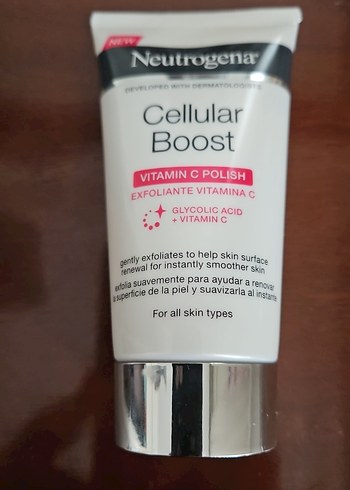 NEW
Neutrogena®
DEVELOPED WITH DERMATOLOGISTS
Cellular
Boost
VITAMIN C POLISH
EXFOLIANTE VITAMINA C
GLYCOLIC ACID
+ VITAMIN C
gently exfoliates to help skin surface
renewal for instantly smoother skin
exfolia suavemente para ayudar a renovar
la superficie de la piel y suavizarla al instante
For all skin types